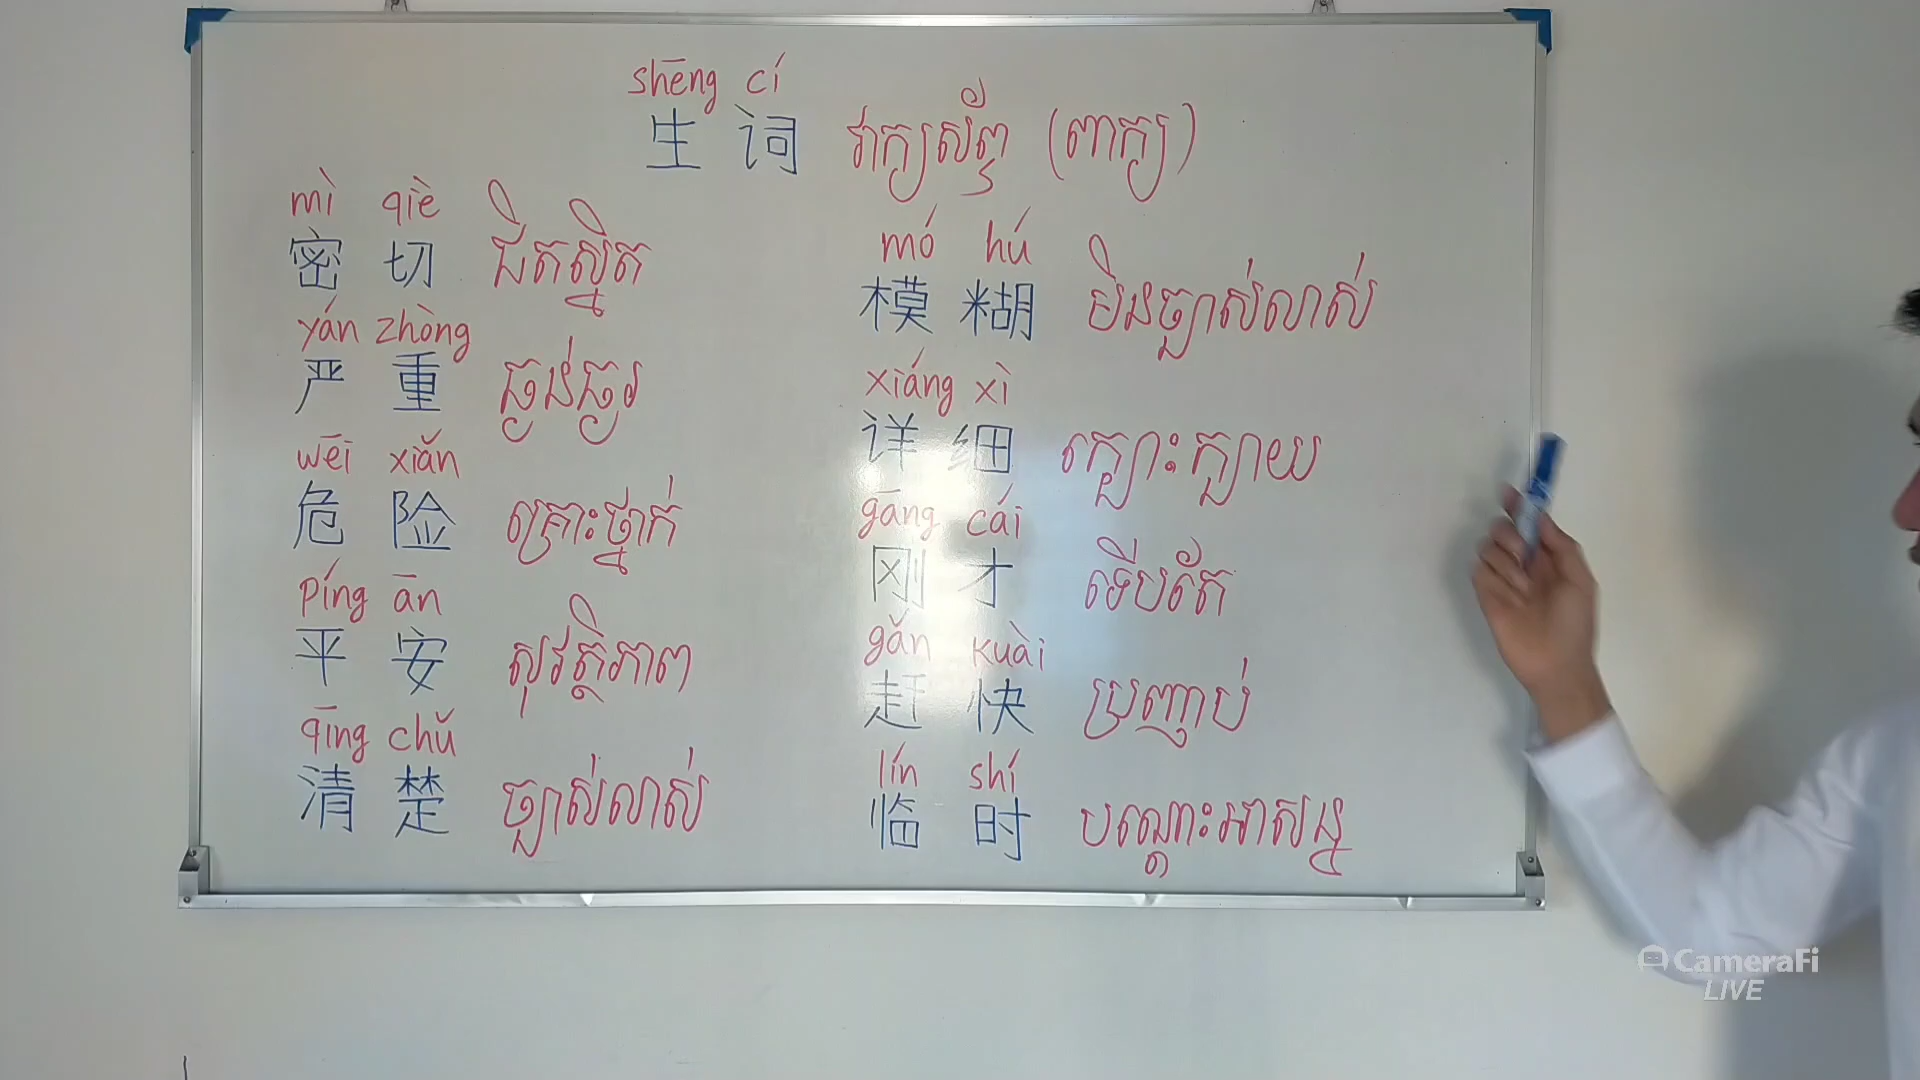 shēng cí
生 词 វាក្យស័ព្ទ (ពាក្យ)
mì qiè
密 切 ជិតស្និត
yán zhòng
严 重 ធ្ងន់ធ្ងរ
wēi xiǎn
危 险 គ្រោះថ្នាក់
píng ān
平 安 សុវត្ថិភាព
qīng chǔ
清 楚 ច្បាស់លាស់
mó hú
模 糊 មិនច្បាស់លាស់
xiáng xì
详 细 ក្បោះក្បាយ
gāng cái
刚 才 ទើបតែ
gǎn kuài
赶 快 ប្រញាប់
lín shí
临 时 បណ្ដោះអាសន្ន
CameraFi
LIVE